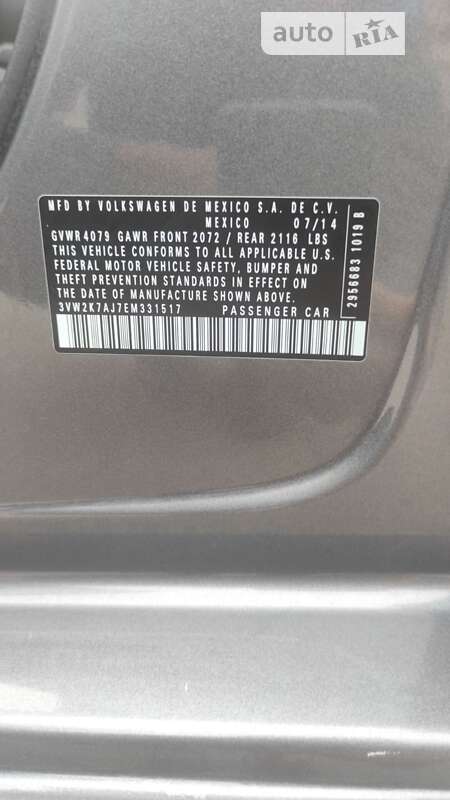 auto RIA
MFD BY VOLKSWAGEN DE MEXICO S.A. DE C.V.
MEXICO 07/14
GVWR 4079 GAWR FRONT 2072 / REAR 2116 LBS
THIS VEHICLE CONFORMS TO ALL APPLICABLE U.S.
FEDERAL MOTOR VEHICLE SAFETY, BUMPER AND
THEFT PREVENTION STANDARDS IN EFFECT ON
THE DATE OF MANUFACTURE SHOWN ABOVE.
3VW2K7AJ7EM331517 PASSENGER CAR
2956683 1019 B